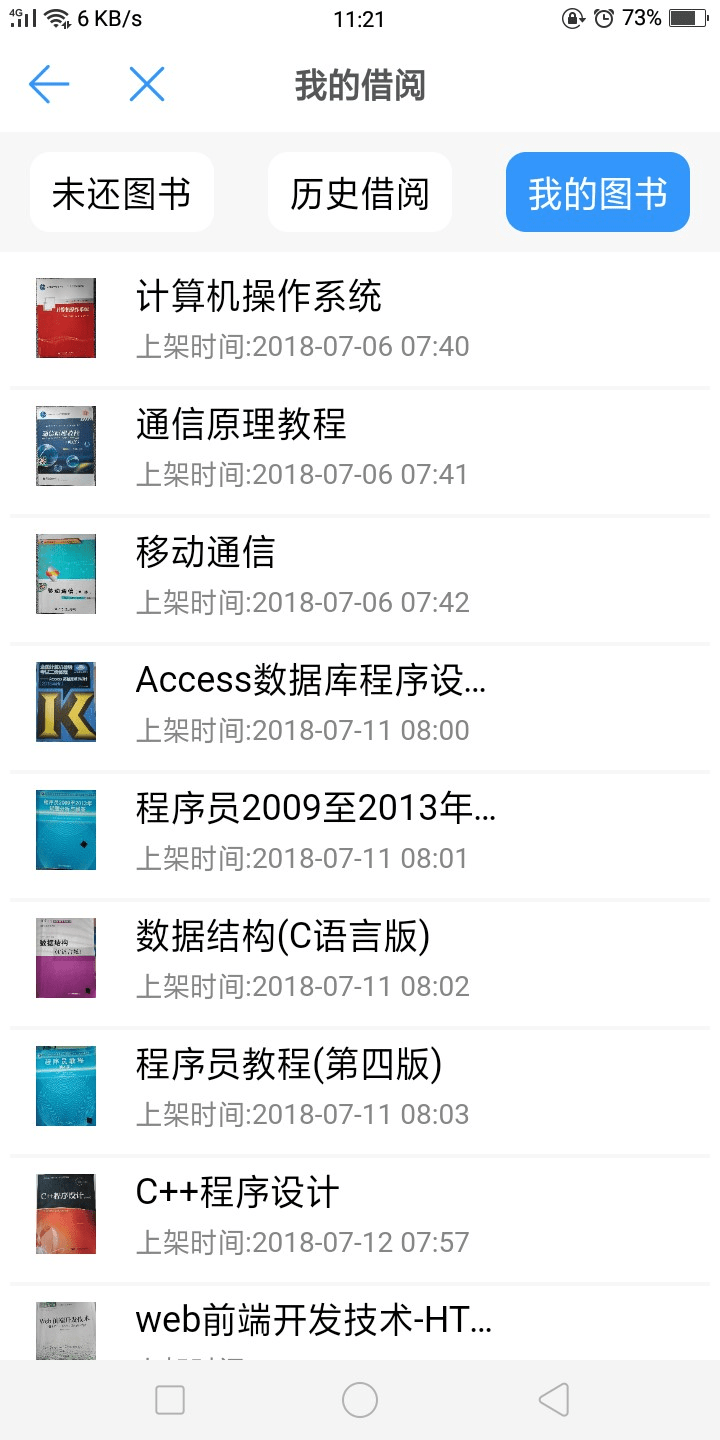 4G 6 KB/s 11:21 73%
我的借阅
未还图书 历史借阅 我的图书
计算机操作系统
上架时间:2018-07-06 07:40
通信原理教程
上架时间:2018-07-06 07:41
移动通信
上架时间:2018-07-06 07:42
Access数据库程序设...
上架时间:2018-07-11 08:00
程序员2009至2013年...
上架时间:2018-07-11 08:01
数据结构(C语言版)
上架时间:2018-07-11 08:02
程序员教程(第四版)
上架时间:2018-07-11 08:03
C++程序设计
上架时间:2018-07-12 07:57
web前端开发技术-HT...